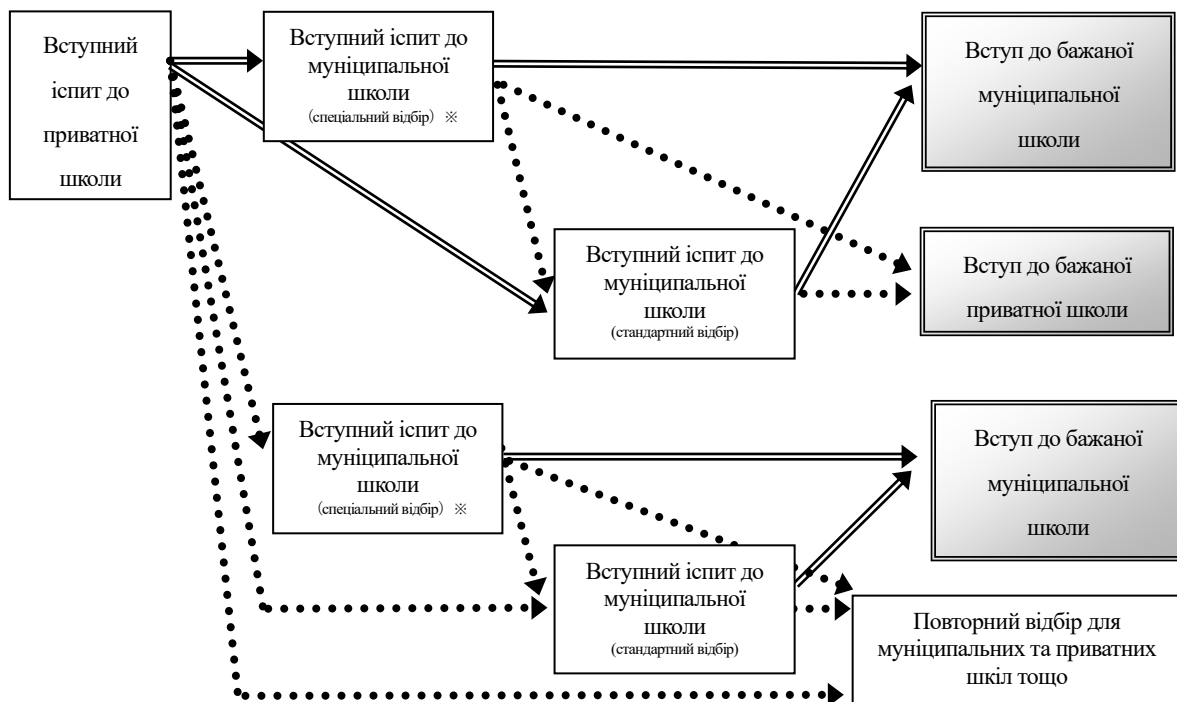 Вступний
іспит до
приватної
школи
Вступний іспит до
муніципальної
школи
(спеціальний відбір) ※
Вступ до бажаної
муніципальної
школи
Вступний іспит до
муніципальної
школи
(стандартний відбір)
Вступ до бажаної
приватної школи
Вступний іспит до
муніципальної
школи
(спеціальний відбір) ※
Вступ до бажаної
муніципальної
школи
Вступний іспит до
муніципальної
школи
(стандартний відбір)
Повторний відбір для
муніципальних та приватних
шкіл тощо